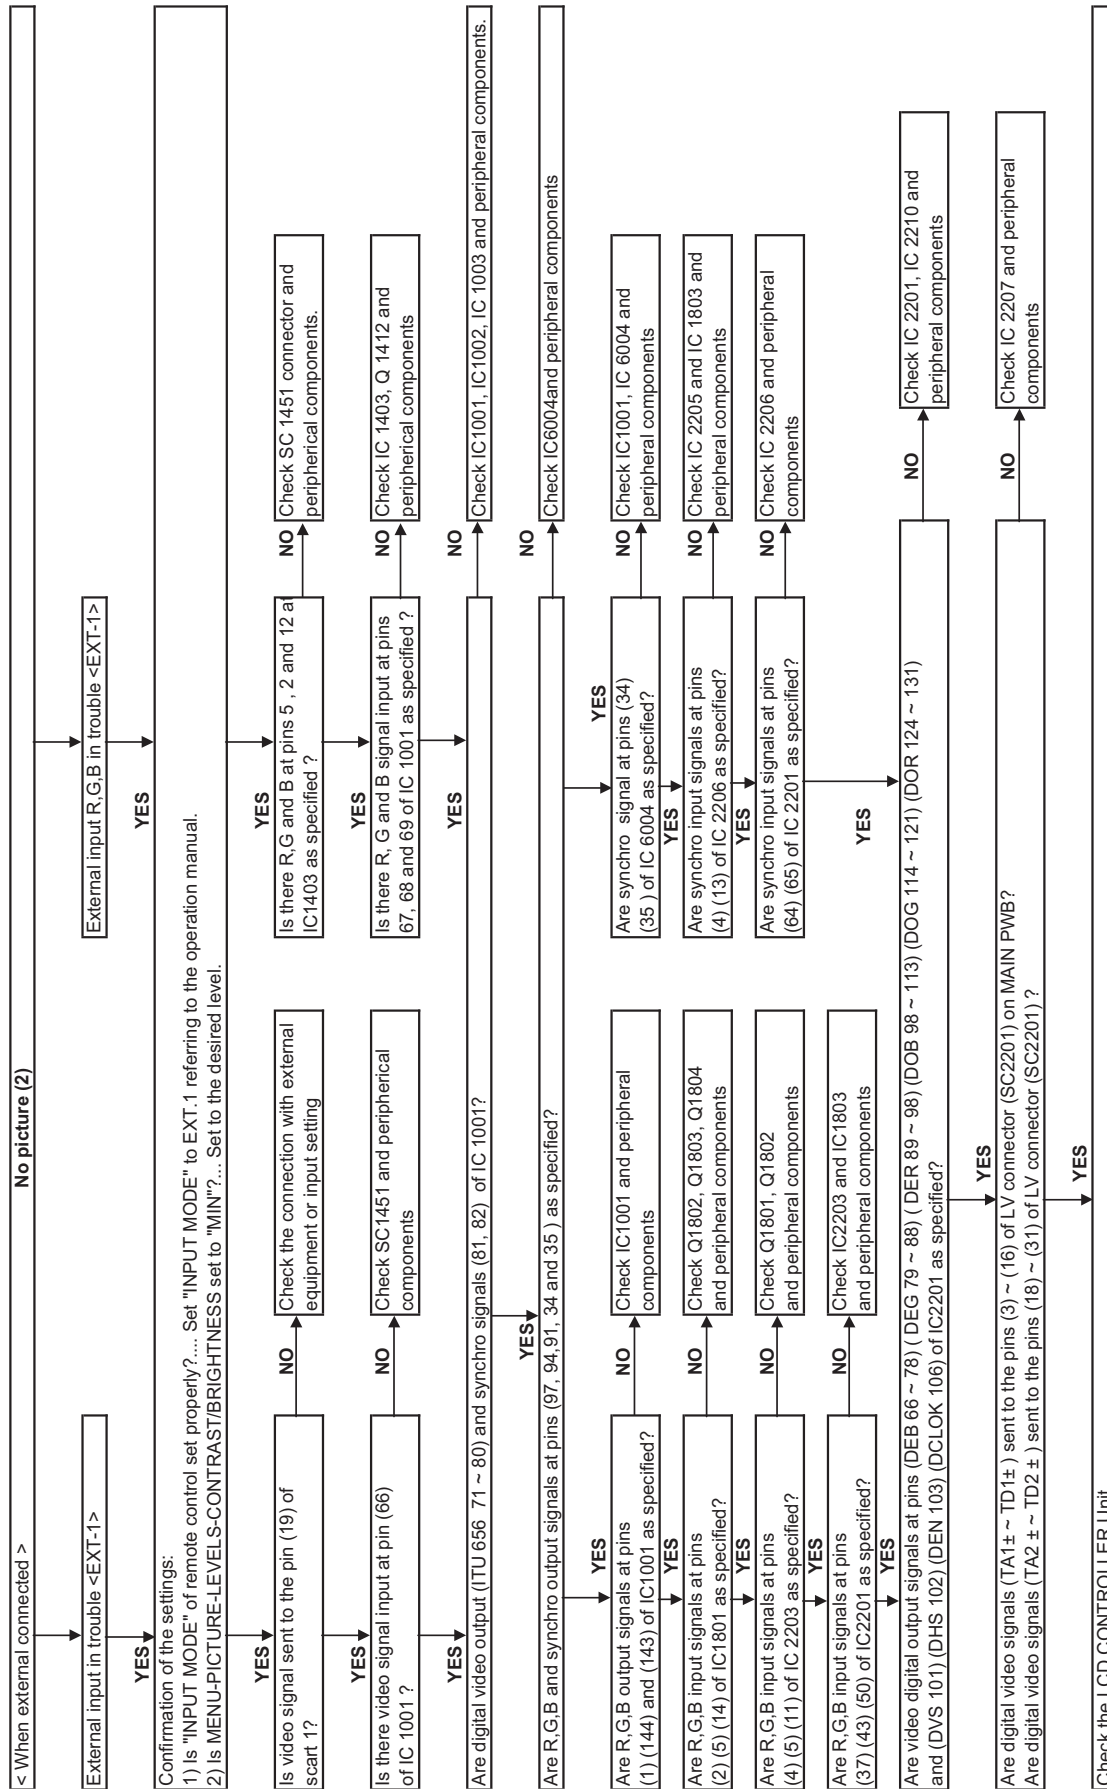 < When external connected >
No picture (2)
External input in trouble <EXT-1>
External input R,G,B in trouble <EXT-1>
YES
YES
Confirmation of the settings:
1) Is "INPUT MODE" of remote control set properly?.... Set "INPUT MODE" to EXT.1 referring to the operation manual.
2) Is MENU-PICTURE-LEVELS-CONTRAST/BRIGHTNESS set to "MIN"?... Set to the desired level.
YES
YES
Is video signal sent to the pin (19) of
scart 1?
NO
Check the connection with external
equipment or input setting
Is there R,G and B at pins 5 , 2 and 12 at
IC1403 as specified ?
NO
Check SC 1451 connector and
peripherical components.
YES
YES
Is there video signal input at pin (66)
of IC 1001 ?
NO
Check SC1451 and peripherical
components
Is there R, G and B signal input at pins
67, 68 and 69 of IC 1001 as specified ?
NO
Check IC 1403, Q 1412 and
peripherical components
YES
YES
Are digital video output (ITU 656 71 ~ 80) and synchro signals (81, 82) of IC 1001?
NO
Check IC1001, IC1002, IC 1003 and peripheral components.
YES
Are R,G,B and synchro output signals at pins (97, 94,91, 34 and 35 ) as specified?
NO
Check IC6004and peripheral components
YES
YES
Are R,G,B output signals at pins
(1) (144) and (143) of IC1001 as specified?
NO
Check IC1001 and peripheral
components
Are synchro signal at pins (34)
(35 ) of IC 6004 as specified?
NO
Check IC1001, IC 6004 and
peripheral components
YES
YES
Are R,G,B input signals at pins
(2) (5) (14) of IC1801 as specified?
NO
Check Q1802, Q1803, Q1804
and peripheral components
Are synchro input signals at pins
(4) (13) of IC 2206 as specified?
NO
Check IC 2205 and IC 1803 and
peripheral components
YES
YES
Are R,G,B input signals at pins
(4) (5) (11) of IC 2203 as specified?
NO
Check Q1801, Q1802
and peripheral components
Are synchro input signals at pins
(64) (65) of IC 2201 as specified?
NO
Check IC 2206 and peripheral
components
YES
Are R,G,B input signals at pins
(37) (43) (50) of IC2201 as specified?
NO
Check IC2203 and IC1803
and peripheral components
YES
YES
Are video digital output signals at pins (DEB 66 ~ 78) ( DEG 79 ~ 88) ( DER 89 ~ 98) (DOB 98 ~ 113) (DOG 114 ~ 121) (DOR 124 ~ 131)
and (DVS 101) (DHS 102) (DEN 103) (DCLOK 106) of IC2201 as specified?
NO
Check IC 2201, IC 2210 and
peripheral components
YES
Are digital video signals (TA1± ~ TD1± ) sent to the pins (3) ~ (16) of LV connector (SC2201) on MAIN PWB?
Are digital video signals (TA2 ± ~ TD2 ± ) sent to the pins (18) ~ (31) of LV connector (SC2201) ?
NO
Check IC 2207 and peripheral
components
YES
Check the LCD CONTROLLER Unit